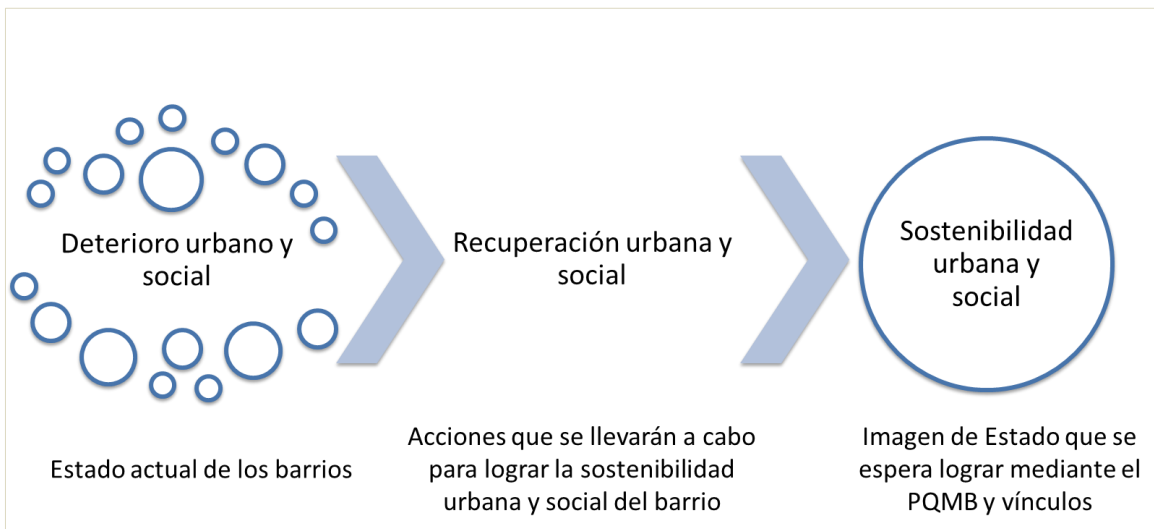 Deterioro urbano y
social
Recuperación urbana y
social
Sostenibilidad
urbana y
social
Estado actual de los barrios
Acciones que se llevarán a cabo
para lograr la sostenibilidad
urbana y social del barrio
Imagen de Estado que se
espera lograr mediante el
PQMB y vínculos